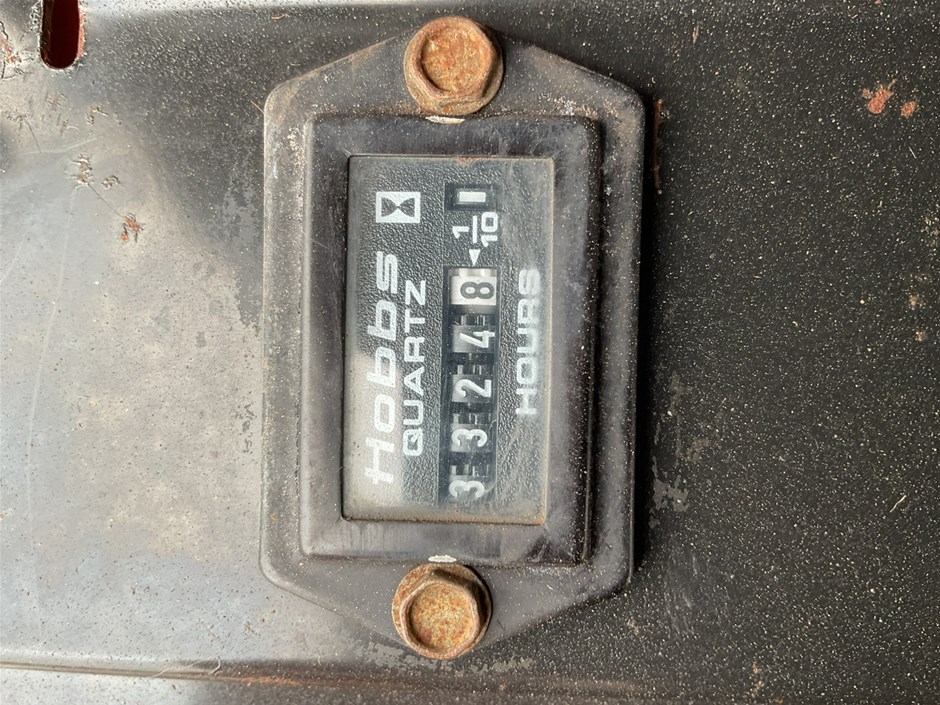 Hobbs
QUARTZ
33248 1/10
HOURS